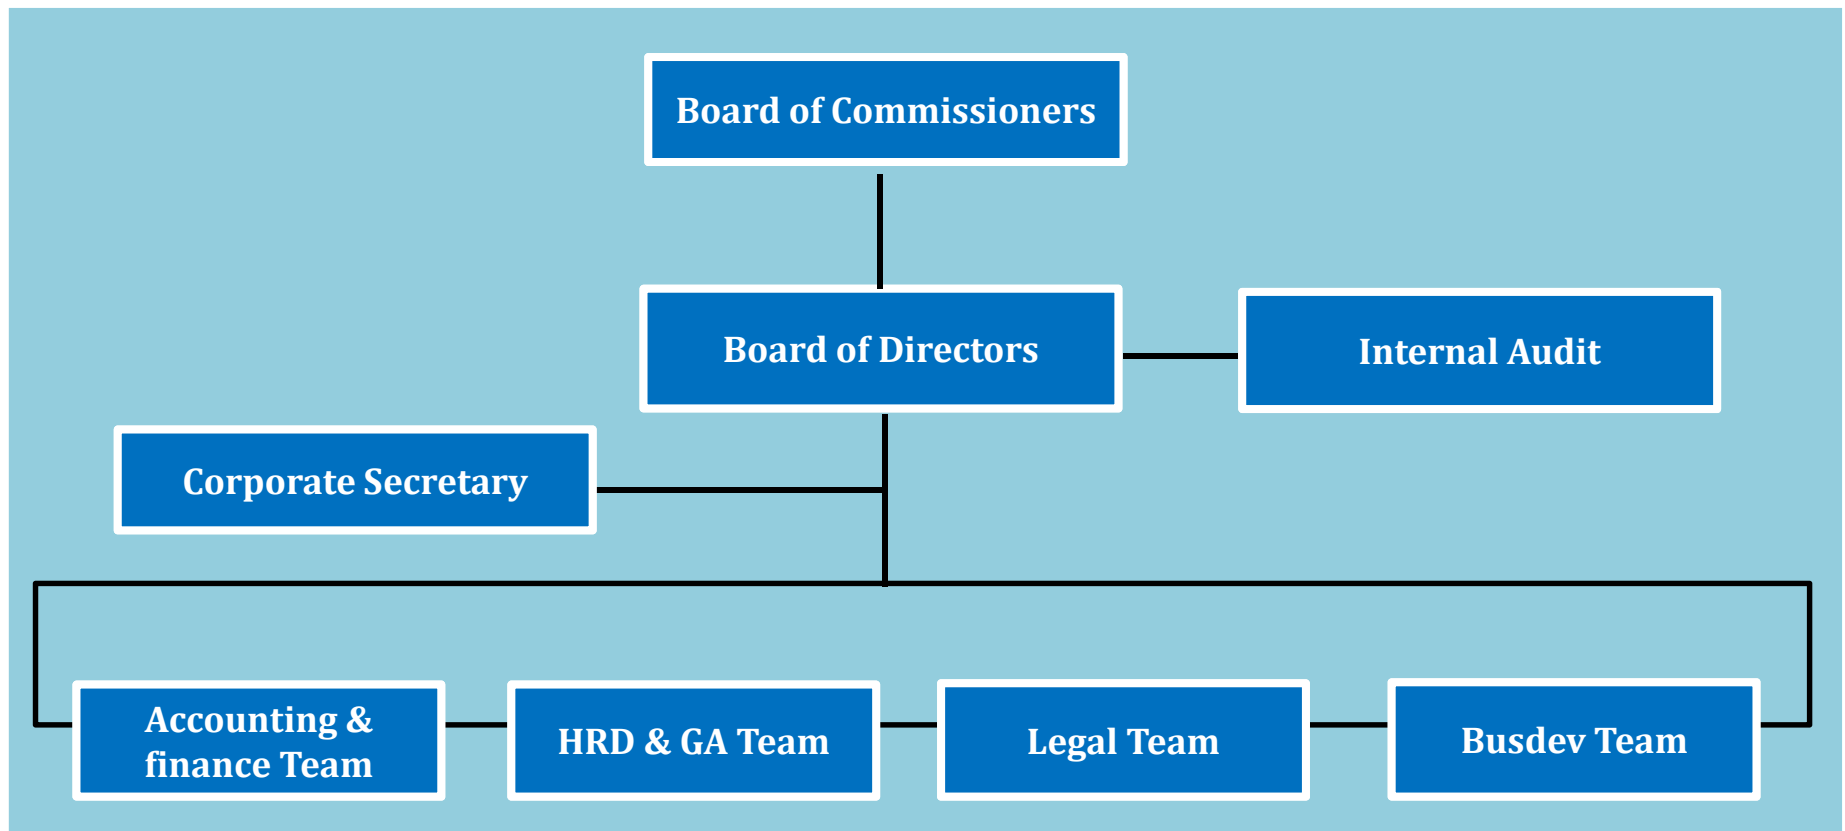 Board of Commissioners
Board of Directors
Internal Audit
Corporate Secretary
Accounting &
finance Team
HRD & GA Team
Legal Team
Busdev Team